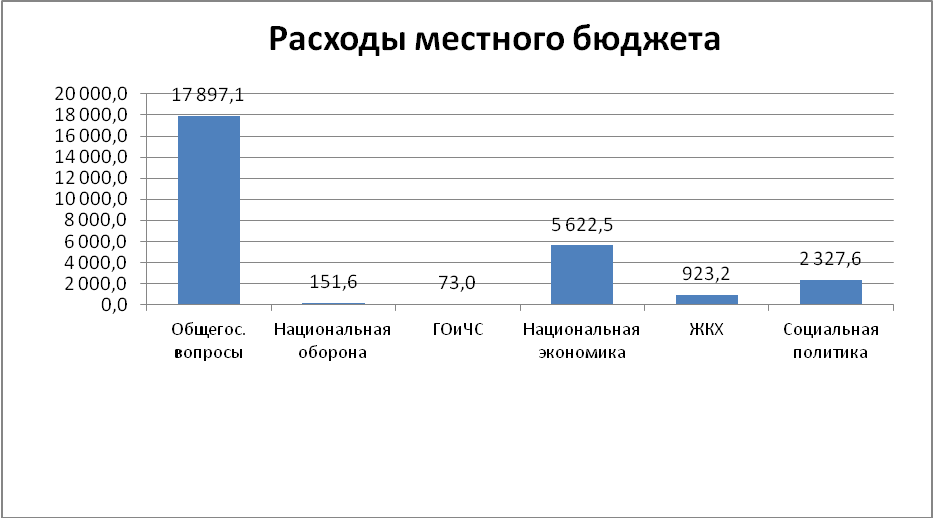 Расходы местного бюджета
20 000,0
18 000,0
16 000,0
14 000,0
12 000,0
10 000,0
8 000,0
6 000,0
4 000,0
2 000,0
0,0
17 897,1
151,6
73,0
5 622,5
923,2
2 327,6
Общегос.
вопросы
Национальная
оборона
ГОиЧС
Национальная
экономика
ЖКХ
Социальная
политика